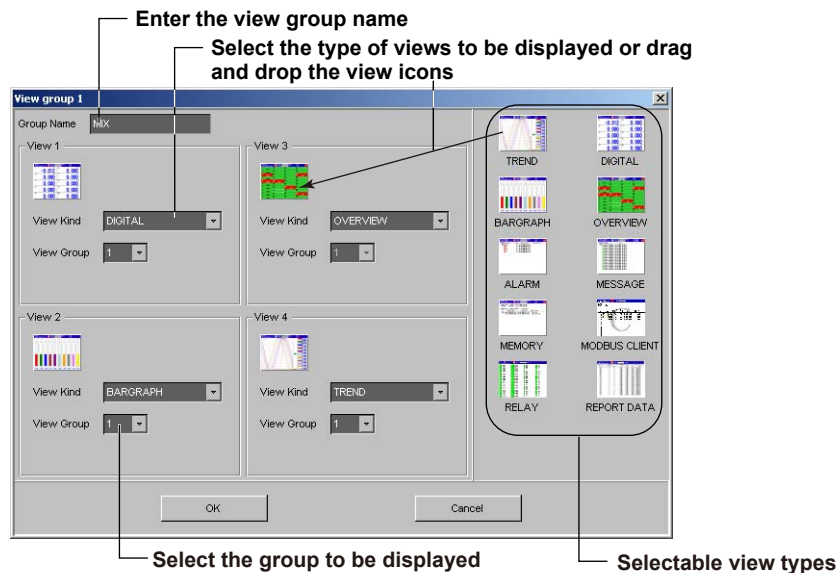 Enter the view group name
Select the type of views to be displayed or drag
and drop the view icons
View group 1
Group Name MIX
View 1
View Kind DIGITAL
View Group 1
View 3
View Kind OVERVIEW
View Group 1
View 2
View Kind BARGRAPH
View Group 1
View 4
View Kind TREND
View Group 1
TREND DIGITAL
BARGRAPH OVERVIEW
ALARM MESSAGE
MEMORY MODBUS CLIENT
RELAY REPORT DATA
OK Cancel
Select the group to be displayed
Selectable view types